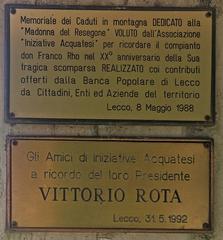 Memoriale dei Caduti in montagna DEDICATO alla
"Madonna del Resegone" VOLUTO dall'Associazione
"Iniziative Acquatesi" per ricordare il compianto
don Franco Rho nel XX° anniversario della Sua
tragica scomparsa REALIZZATO coi contributi
offerti dalla Banca Popolare di Lecco
da Cittadini, Enti ed Aziende del territorio
Lecco, 8 Maggio 1988
Gli Amici di Iniziative Acquatesi
a ricordo del loro Presidente
VITTORIO ROTA
Lecco, 31.5.1992